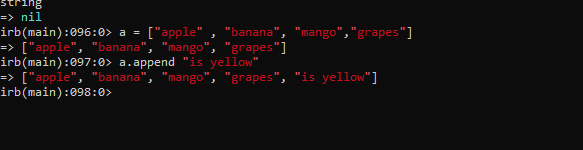 string
=> nil
irb(main):096:0> a = ["apple" , "banana", "mango","grapes"]
=> ["apple", "banana", "mango", "grapes"]
irb(main):097:0> a.append "is yellow"
=> ["apple", "banana", "mango", "grapes", "is yellow"]
irb(main):098:0>